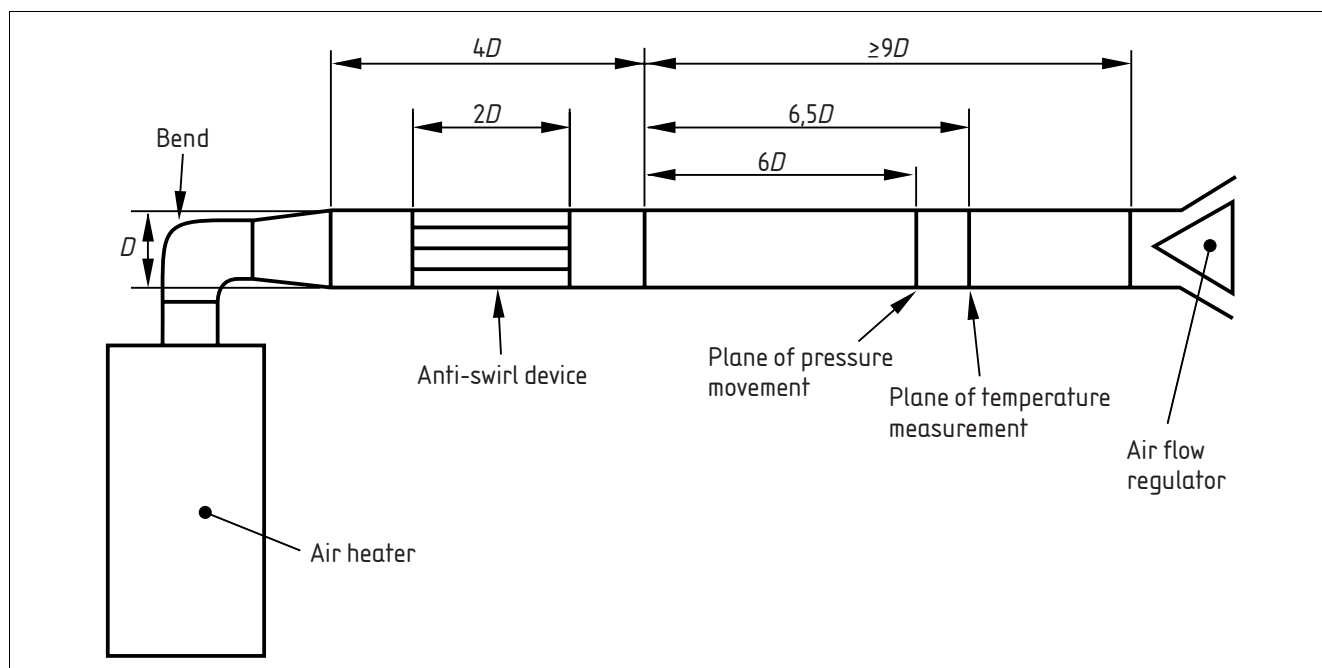 4D
≥9D
2D
6,5D
6D
Bend
D
Anti-swirl device
Plane of pressure
movement
Plane of temperature
measurement
Air flow
regulator
Air heater